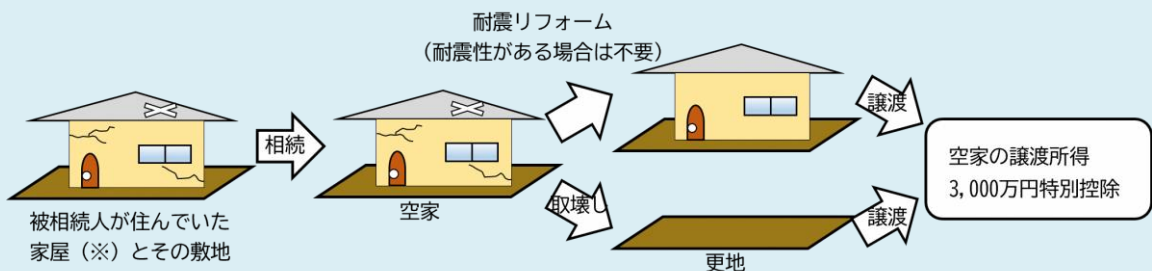 耐震リフォーム
（耐震性がある場合は不要）
相続
譲渡
空家の譲渡所得
3,000万円特別控除
被相続人が住んでいた
家屋（※）とその敷地
空家
取壊し
譲渡
更地